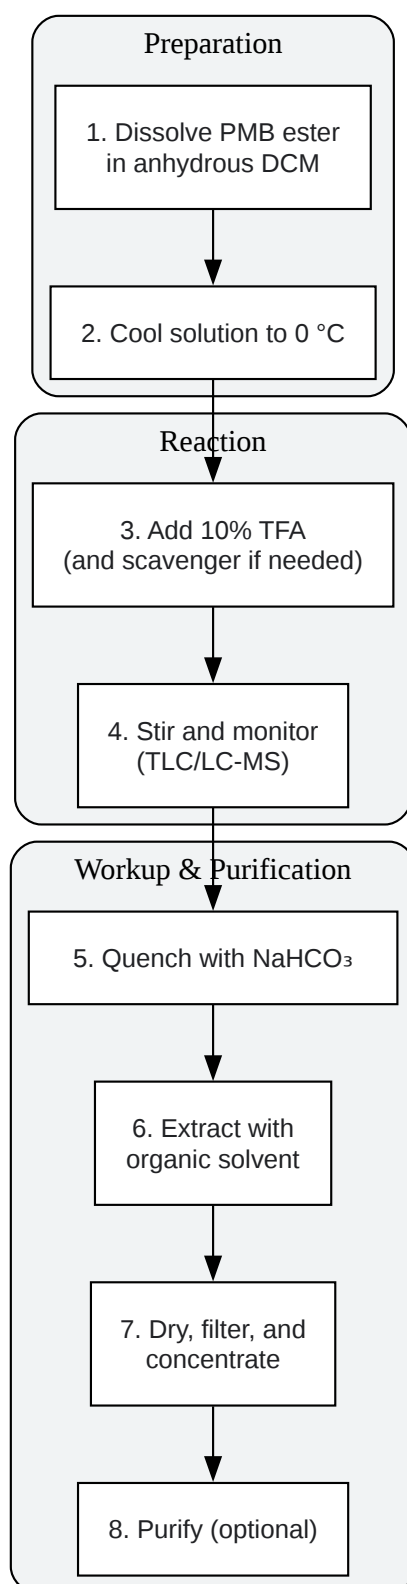 Preparation
1. Dissolve PMB ester
in anhydrous DCM
2. Cool solution to 0 °C
Reaction
3. Add 10% TFA
(and scavenger if needed)
4. Stir and monitor
(TLC/LC-MS)
Workup & Purification
5. Quench with NaHCO₃
6. Extract with
organic solvent
7. Dry, filter, and
concentrate
8. Purify (optional)